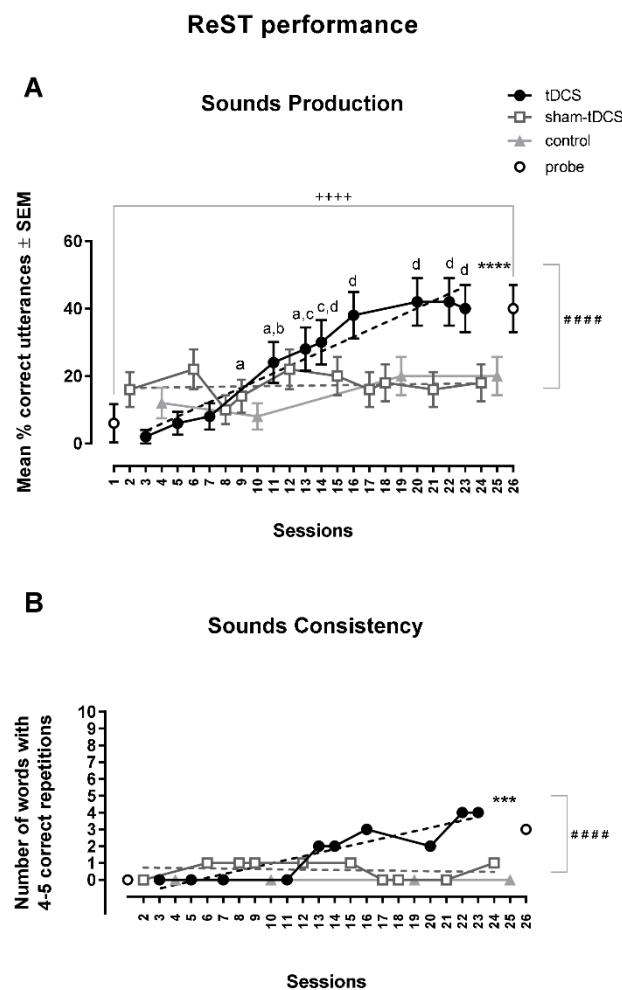 ReST performance
A
Sounds Production
tDCS
sham-tDCS
control
probe
Mean % correct utterances ± SEM
60
40
20
0
++++
a
a,b
a,c
c,d
d
d
d
d
****
####
1 2 3 4 5 6 7 8 9 10 11 12 13 14 15 16 17 18 19 20 21 22 23 24 25 26
Sessions
B
Sounds Consistency
Number of words with
4-5 correct repetitions
10
9
8
7
6
5
4
3
2
1
0
***
####
2 3 4 5 6 7 8 9 10 11 12 13 14 15 16 17 18 19 20 21 22 23 24 25 26
Sessions